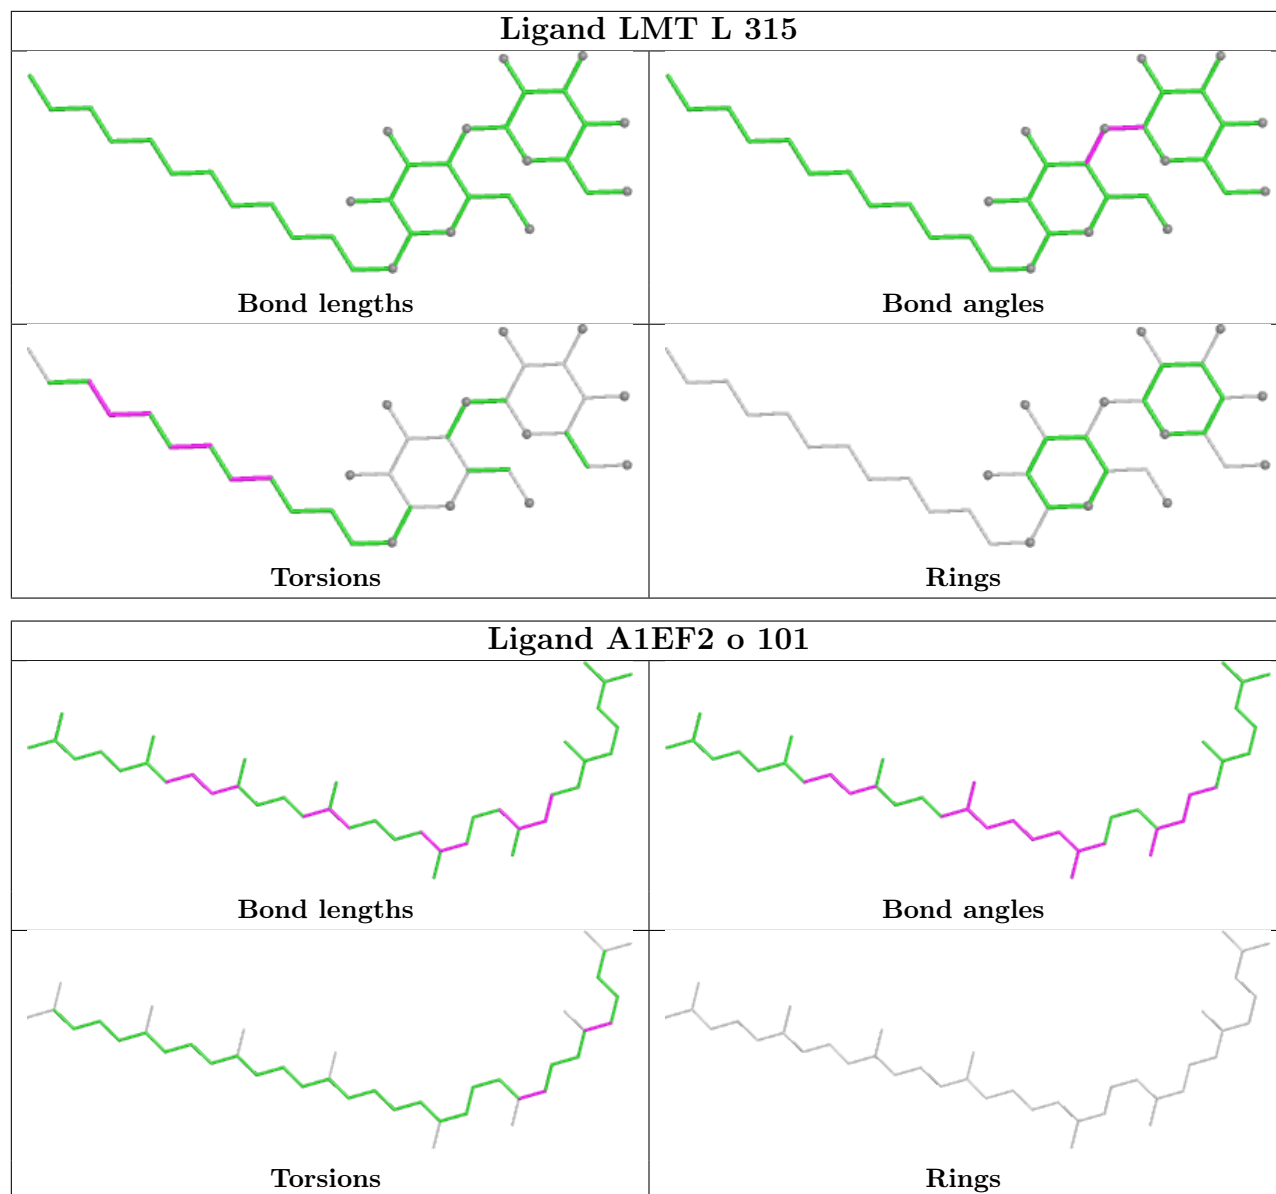 Ligand LMT L 315
Bond lengths
Bond angles
Torsions
Rings
Ligand A1EF2 o 101
Bond lengths
Bond angles
Torsions
Rings